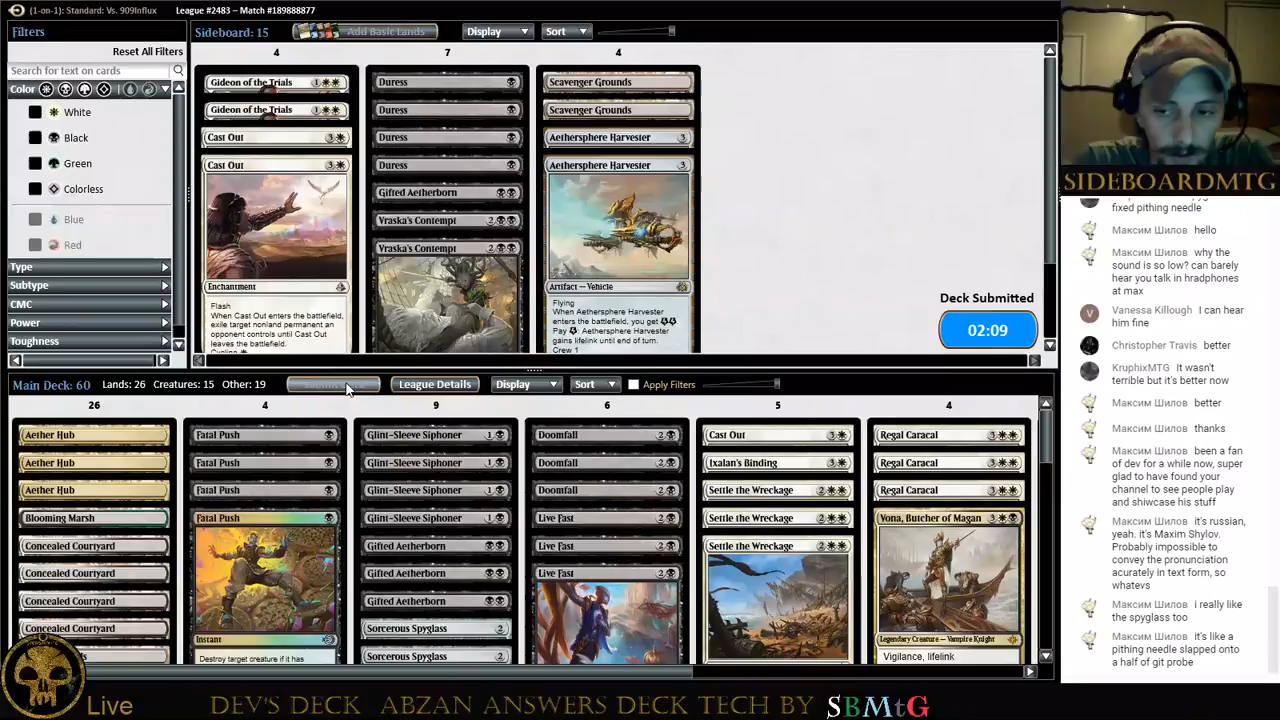 (1-on-1): Standard: Vs. 909Influx
League #2483 – Match #189888877
Filters
Reset All Filters
Search for text on cards
Color
White
Black
Green
Colorless
Blue
Red
Type
Subtype
CMC
Power
Toughness
Sideboard: 15
Add Basic Lands
Display
Sort
4
7
4
Gideon of the Trials
Gideon of the Trials
Cast Out
Cast Out
Enchantment
Flash
When Cast Out enters the battlefield,
exile target nonland permanent an
opponent controls until Cast Out
leaves the battlefield.
Duress
Duress
Duress
Duress
Gifted Aetherborn
Vraska's Contempt
Vraska's Contempt
Scavenger Grounds
Scavenger Grounds
Aethersphere Harvester
Aethersphere Harvester
Artifact – Vehicle
Flying
When Aethersphere Harvester
enters the battlefield, you get
Pay : Aethersphere Harvester
gains lifelink until end of turn.
Crew 1
Deck Submitted
02:09
Main Deck: 60
Lands: 26
Creatures: 15
Other: 19
League Details
Display
Sort
Apply Filters
26
4
9
6
5
4
Aether Hub
Aether Hub
Aether Hub
Blooming Marsh
Concealed Courtyard
Concealed Courtyard
Concealed Courtyard
Concealed Courtyard
Fatal Push
Fatal Push
Fatal Push
Fatal Push
Instant
Destroy target creature if it has
Glint-Sleeve Siphoner
Glint-Sleeve Siphoner
Glint-Sleeve Siphoner
Glint-Sleeve Siphoner
Gifted Aetherborn
Gifted Aetherborn
Gifted Aetherborn
Sorcerous Spyglass
Sorcerous Spyglass
Doomfall
Doomfall
Doomfall
Live Fast
Live Fast
Live Fast
Cast Out
Ixalan's Binding
Settle the Wreckage
Settle the Wreckage
Settle the Wreckage
Regal Caracal
Regal Caracal
Regal Caracal
Vona, Butcher of Magan
Legendary Creature – Vampire Knight
Vigilance, lifelink
SIDEBOARDMTG
fixed pithing needle
Максим Шилов hello
Максим Шилов why the
sound is so low? can barely
hear you talk in hradphones
at max
Vanessa Killough I can hear
him fine
Christopher Travis better
KruphixMTG It wasn't
terrible but it's better now
Максим Шилов better
Максим Шилов thanks
Максим Шилов been a fan
of dev for a while now, super
glad to have found your
channel to see people play
and shiwcase his stuff
Максим Шилов it's russian,
yeah. it's Maxim Shylov.
Probably impossible to
convey the pronunciation
acurately in text form, so
whatevs
Максим Шилов i really like
the spyglass too
Максим Шилов it's like a
pithing needle slapped onto
a half of git probe
Live
DEV'S DECK ABZAN ANSWERS DECK TECH BY SBMtG